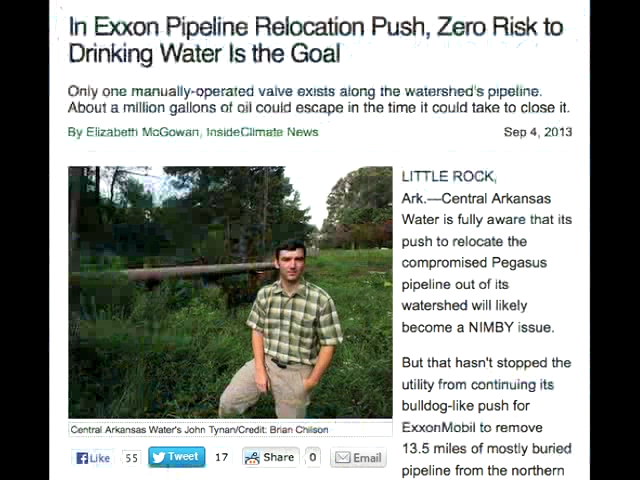 In Exxon Pipeline Relocation Push, Zero Risk to
Drinking Water Is the Goal
Only one manually-operated valve exists along the watershed's pipeline.
About a million gallons of oil could escape in the time it could take to close it.
By Elizabeth McGowan, InsideClimate News
Sep 4, 2013
LITTLE ROCK,
Ark.—Central Arkansas
Water is fully aware that its
push to relocate the
compromised Pegasus
pipeline out of its
watershed will likely
become a NIMBY issue.
But that hasn't stopped the
utility from continuing its
bulldog-like push for
ExxonMobil to remove
13.5 miles of mostly buried
pipeline from the northern
Central Arkansas Water's John Tynan/Credit: Brian Chilson
Like 55 Tweet 17 Share 0 Email